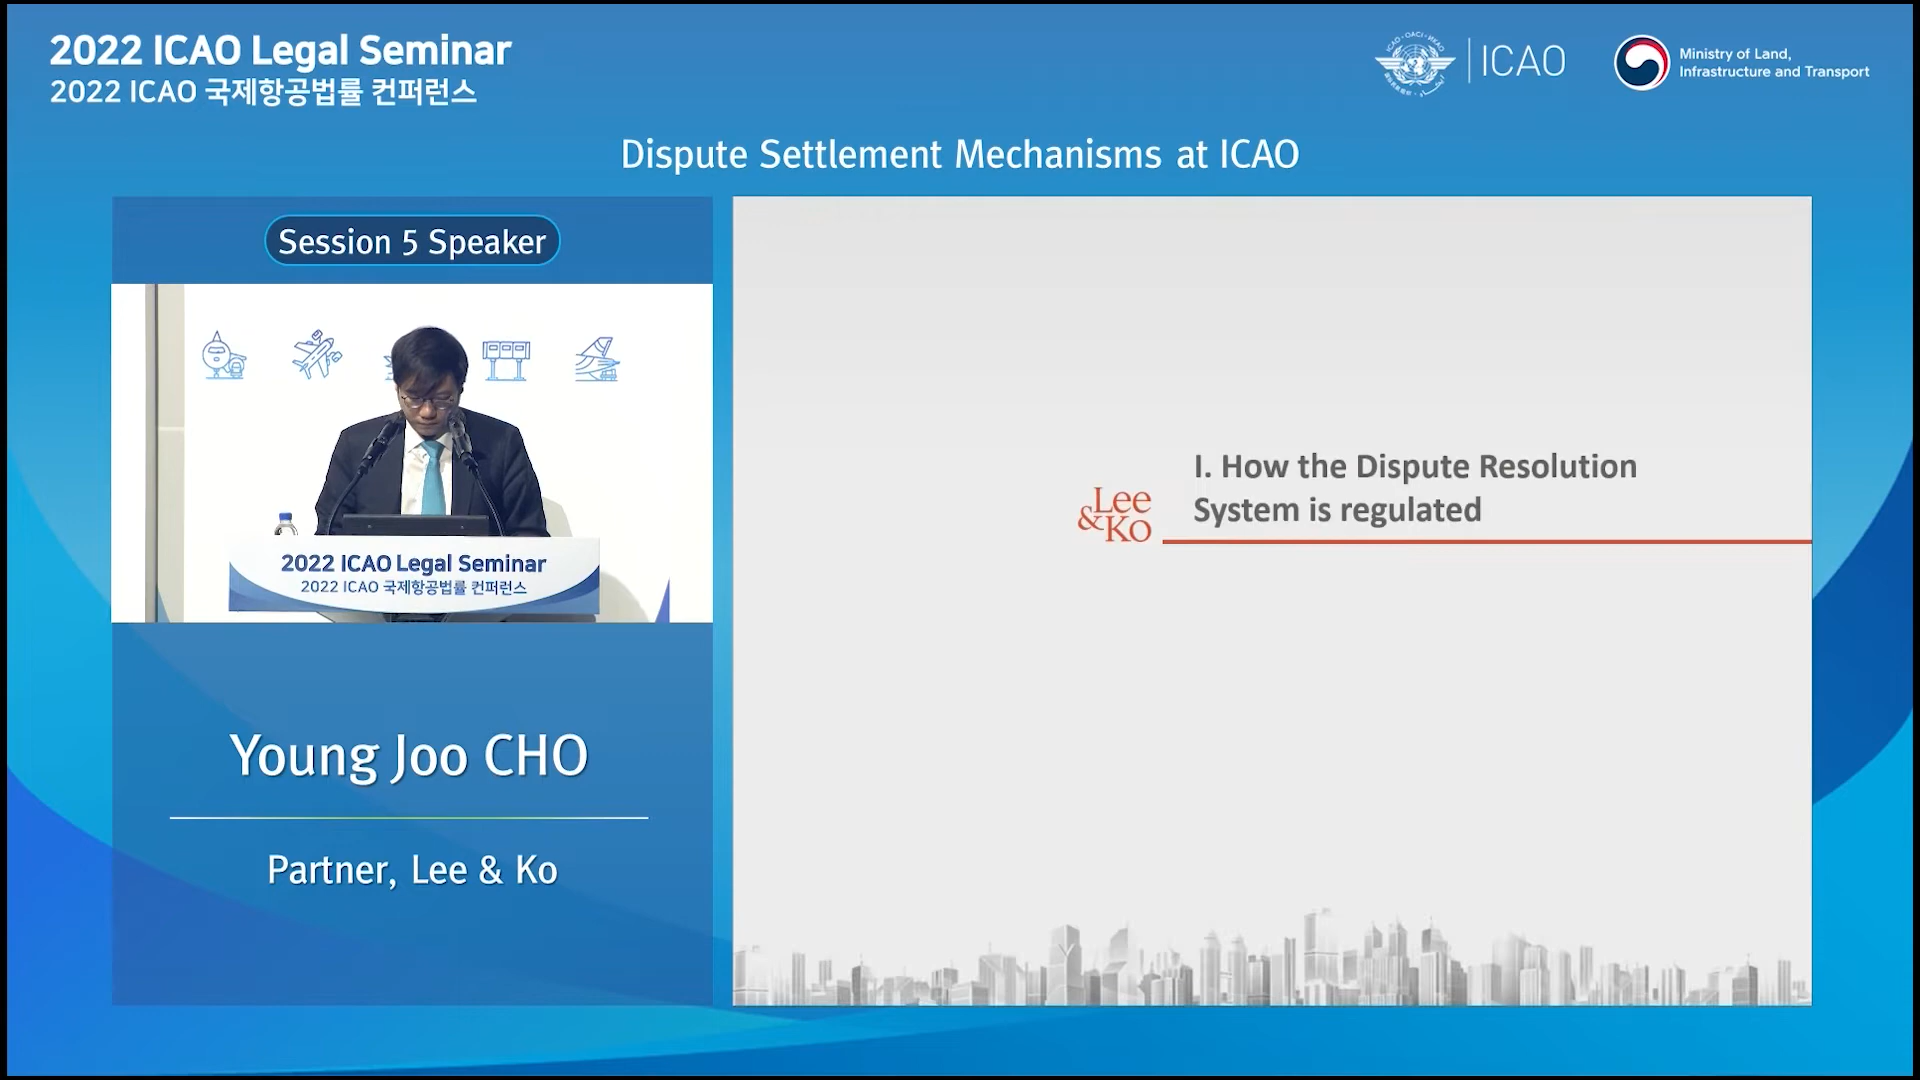 2022 ICAO Legal Seminar
2022 ICAO 국제항공법률 컨퍼런스
ICAO
Ministry of Land,
Infrastructure and Transport
Dispute Settlement Mechanisms at ICAO
Session 5 Speaker
2022 ICAO Legal Seminar
2022 ICAO 국제항공법률 컨퍼런스
Young Joo CHO
Partner, Lee & Ko
Lee
&KO
I. How the Dispute Resolution
System is regulated